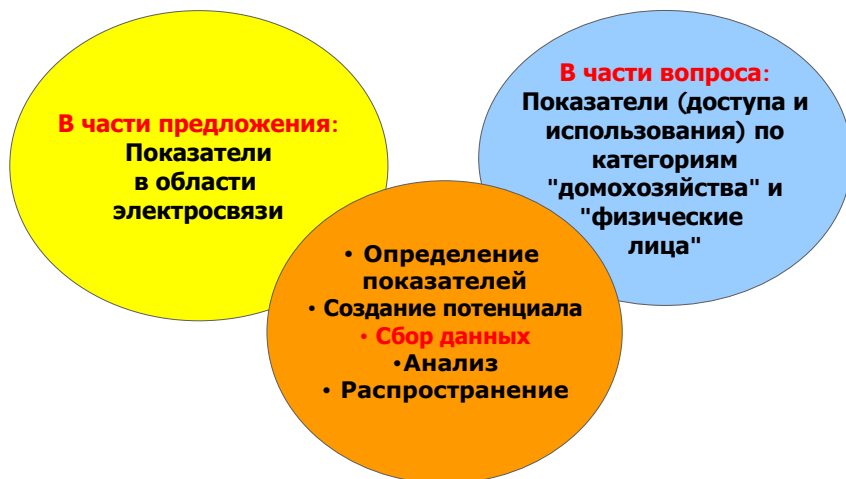 В части предложения:
Показатели
в области
электросвязи
В части вопроса:
Показатели (доступа и
использования) по
категориям
"домохозяйства" и
"физические
лица"
• Определение
показателей
• Создание потенциала
• Сбор данных
•Анализ
• Распространение